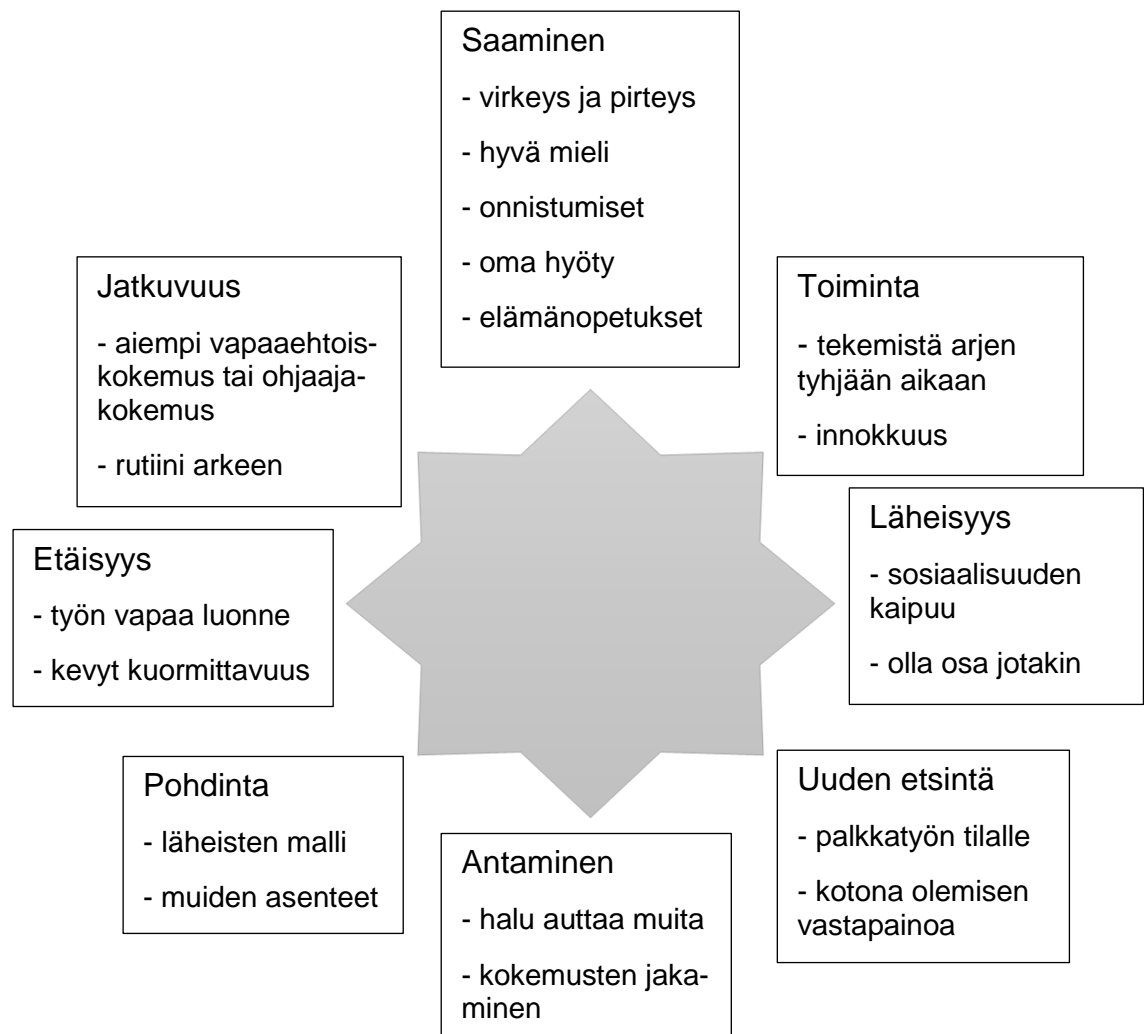 Saaminen
- virkeys ja pirteys
- hyvä mieli
- onnistumiset
- oma hyöty
- elämänopetukset
Jatkuvuus
- aiempi vapaaehtois-
kokemus tai ohjaaja-
kokemus
- rutiini arkeen
Toiminta
- tekemistä arjen
tyhjään aikaan
- innokkuus
Etäisyys
- työn vapaa luonne
- kevyt kuormittavuus
Läheisyys
- sosiaalisuuden
kaipuu
- olla osa jotakin
Pohdinta
- läheisten malli
- muiden asenteet
Antaminen
- halu auttaa muita
- kokemusten jaka-
minen
Uuden etsintä
- palkkatyön tilalle
- kotona olemisen
vastapainoa